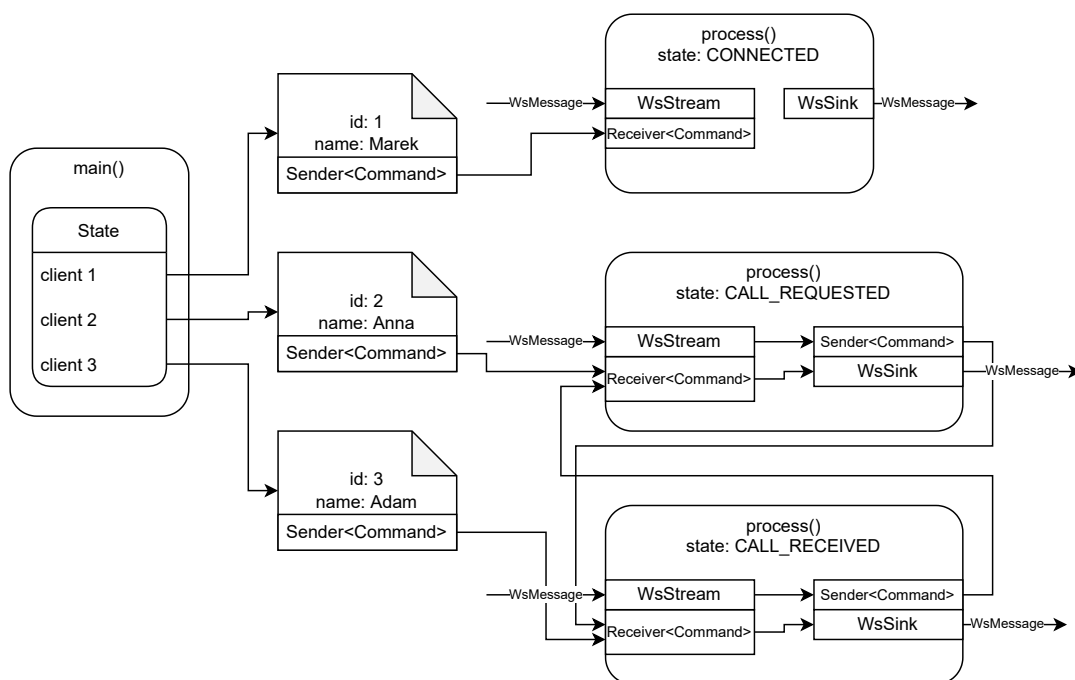 main()
State
client 1
client 2
client 3
id: 1
name: Marek
Sender<Command>
process()
state: CONNECTED
WsMessage
WsStream
Receiver<Command>
WsSink
WsMessage
id: 2
name: Anna
Sender<Command>
process()
state: CALL_REQUESTED
WsMessage
WsStream
Receiver<Command>
Sender<Command>
WsSink
WsMessage
id: 3
name: Adam
Sender<Command>
process()
state: CALL_RECEIVED
WsMessage
WsStream
Receiver<Command>
Sender<Command>
WsSink
WsMessage